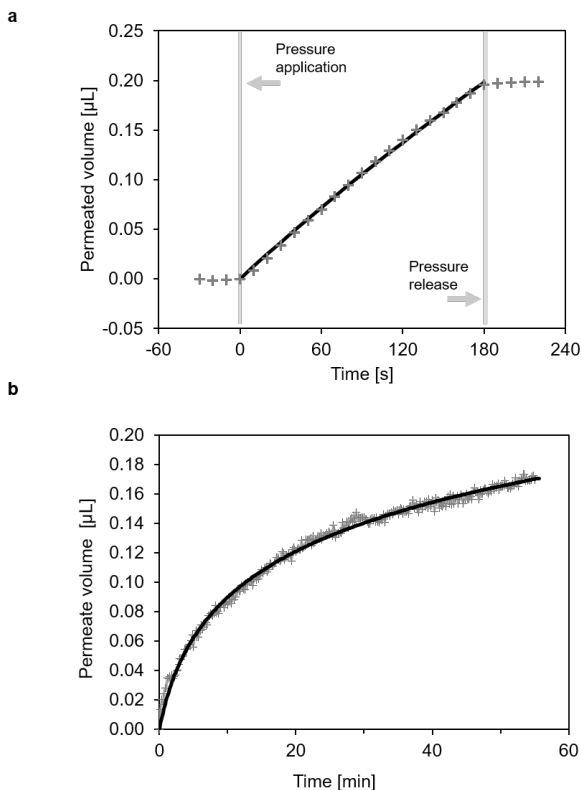 a
0.25
0.20
0.15
0.10
0.05
0.00
-0.05
Permeated volume [µL]
Pressure
application
Pressure
release
-60
0
60
120
180
240
Time [s]
b
0.20
0.18
0.16
0.14
0.12
0.10
0.08
0.06
0.04
0.02
0.00
Permeate volume [µL]
0
20
40
60
Time [min]